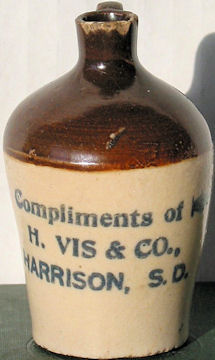 Compliments of
H. VIS & CO.,
HARRISON, S. D.